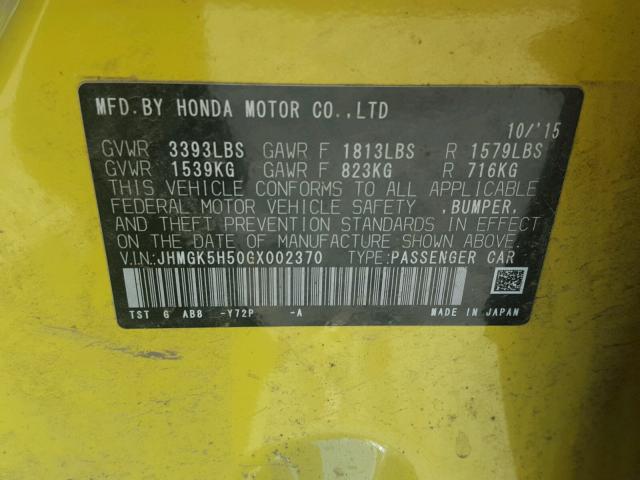 MFD.BY HONDA MOTOR CO.,LTD
10/'15
GVWR 3393LBS GAWR F 1813LBS R 1579LBS
GVWR 1539KG GAWR F 823KG R 716KG
THIS VEHICLE CONFORMS TO ALL APPLICABLE
FEDERAL MOTOR VEHICLE SAFETY ,BUMPER,
AND THEFT PREVENTION STANDARDS IN EFFECT
ON THE DATE OF MANUFACTURE SHOWN ABOVE.
V.I.N.:JHMGK5H50GX002370 TYPE:PASSENGER CAR
TST G AB8 -Y72P -A MADE IN JAPAN